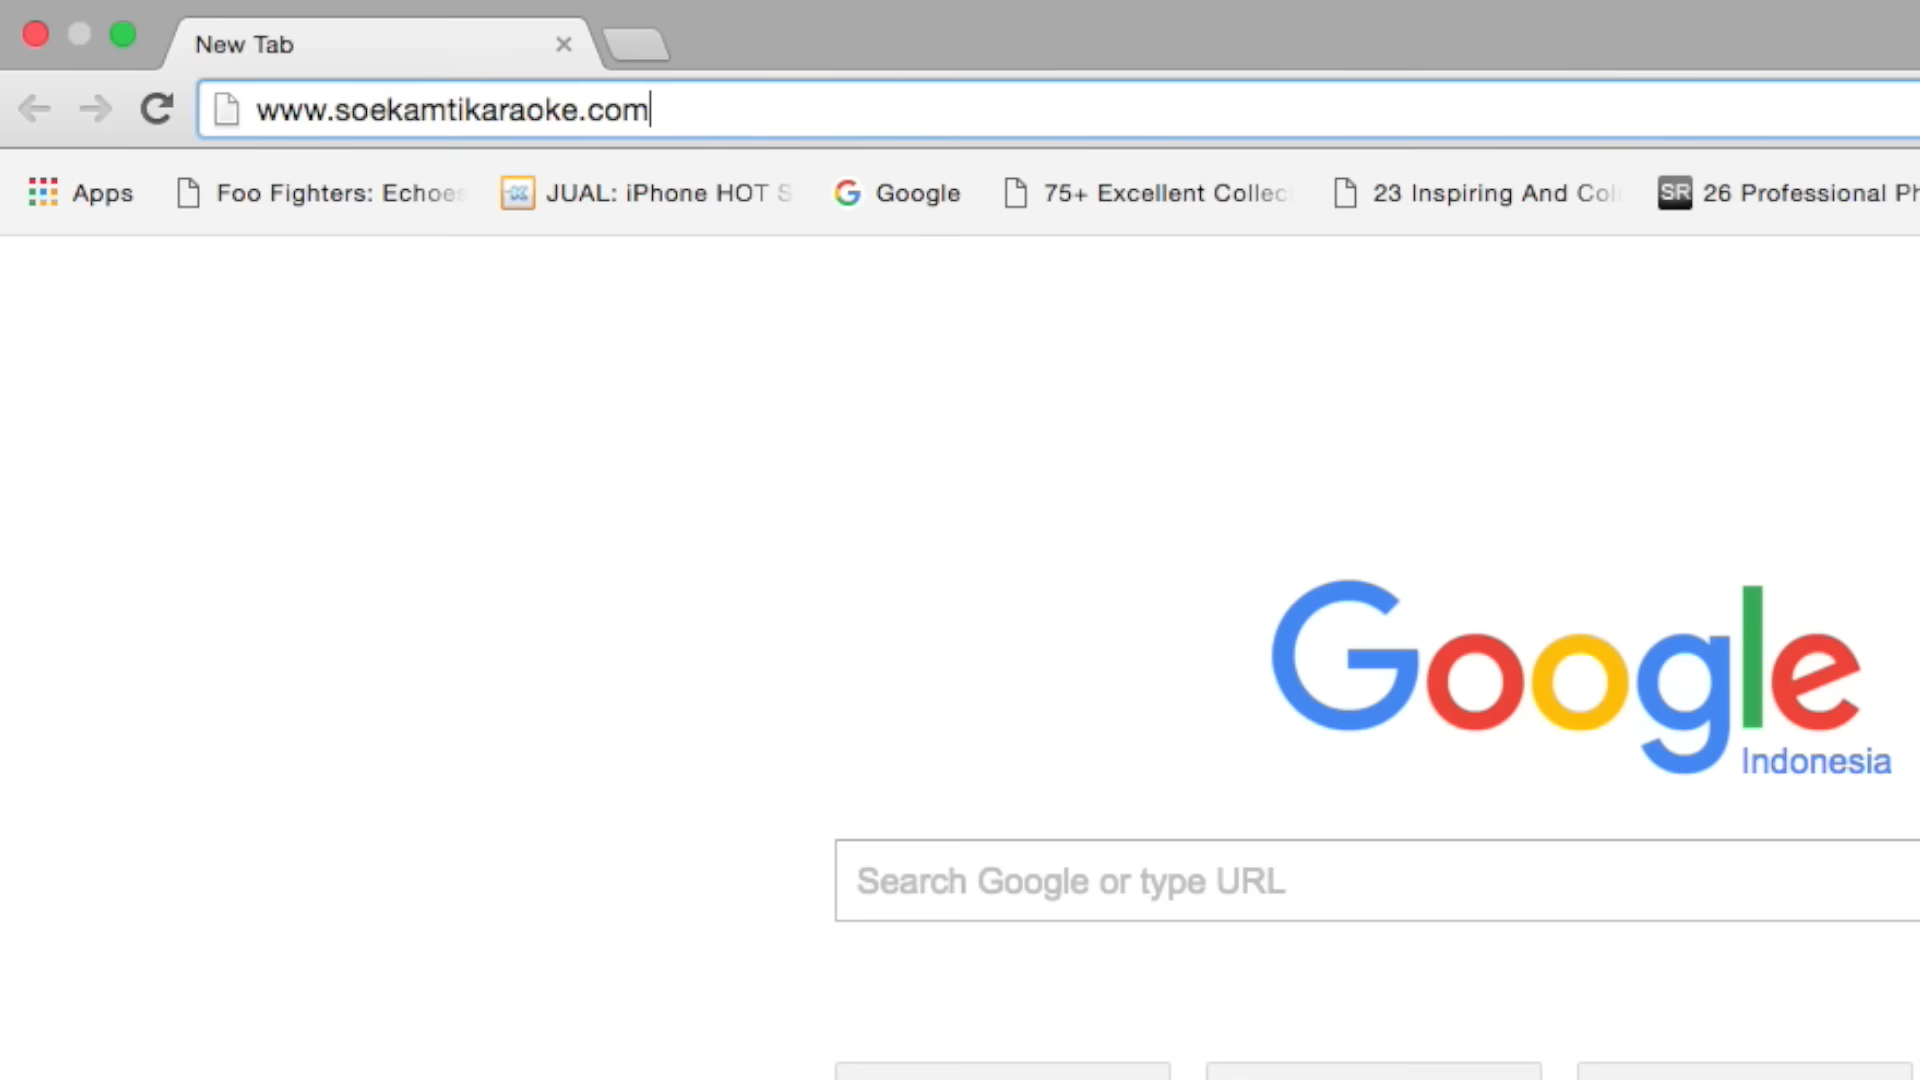 New Tab
www.soekamtikaraoke.com
Apps Foo Fighters: Echoes JUAL: iPhone HOT S Google 75+ Excellent Collec 23 Inspiring And Col SR 26 Professional Ph
Google
Indonesia
Search Google or type URL